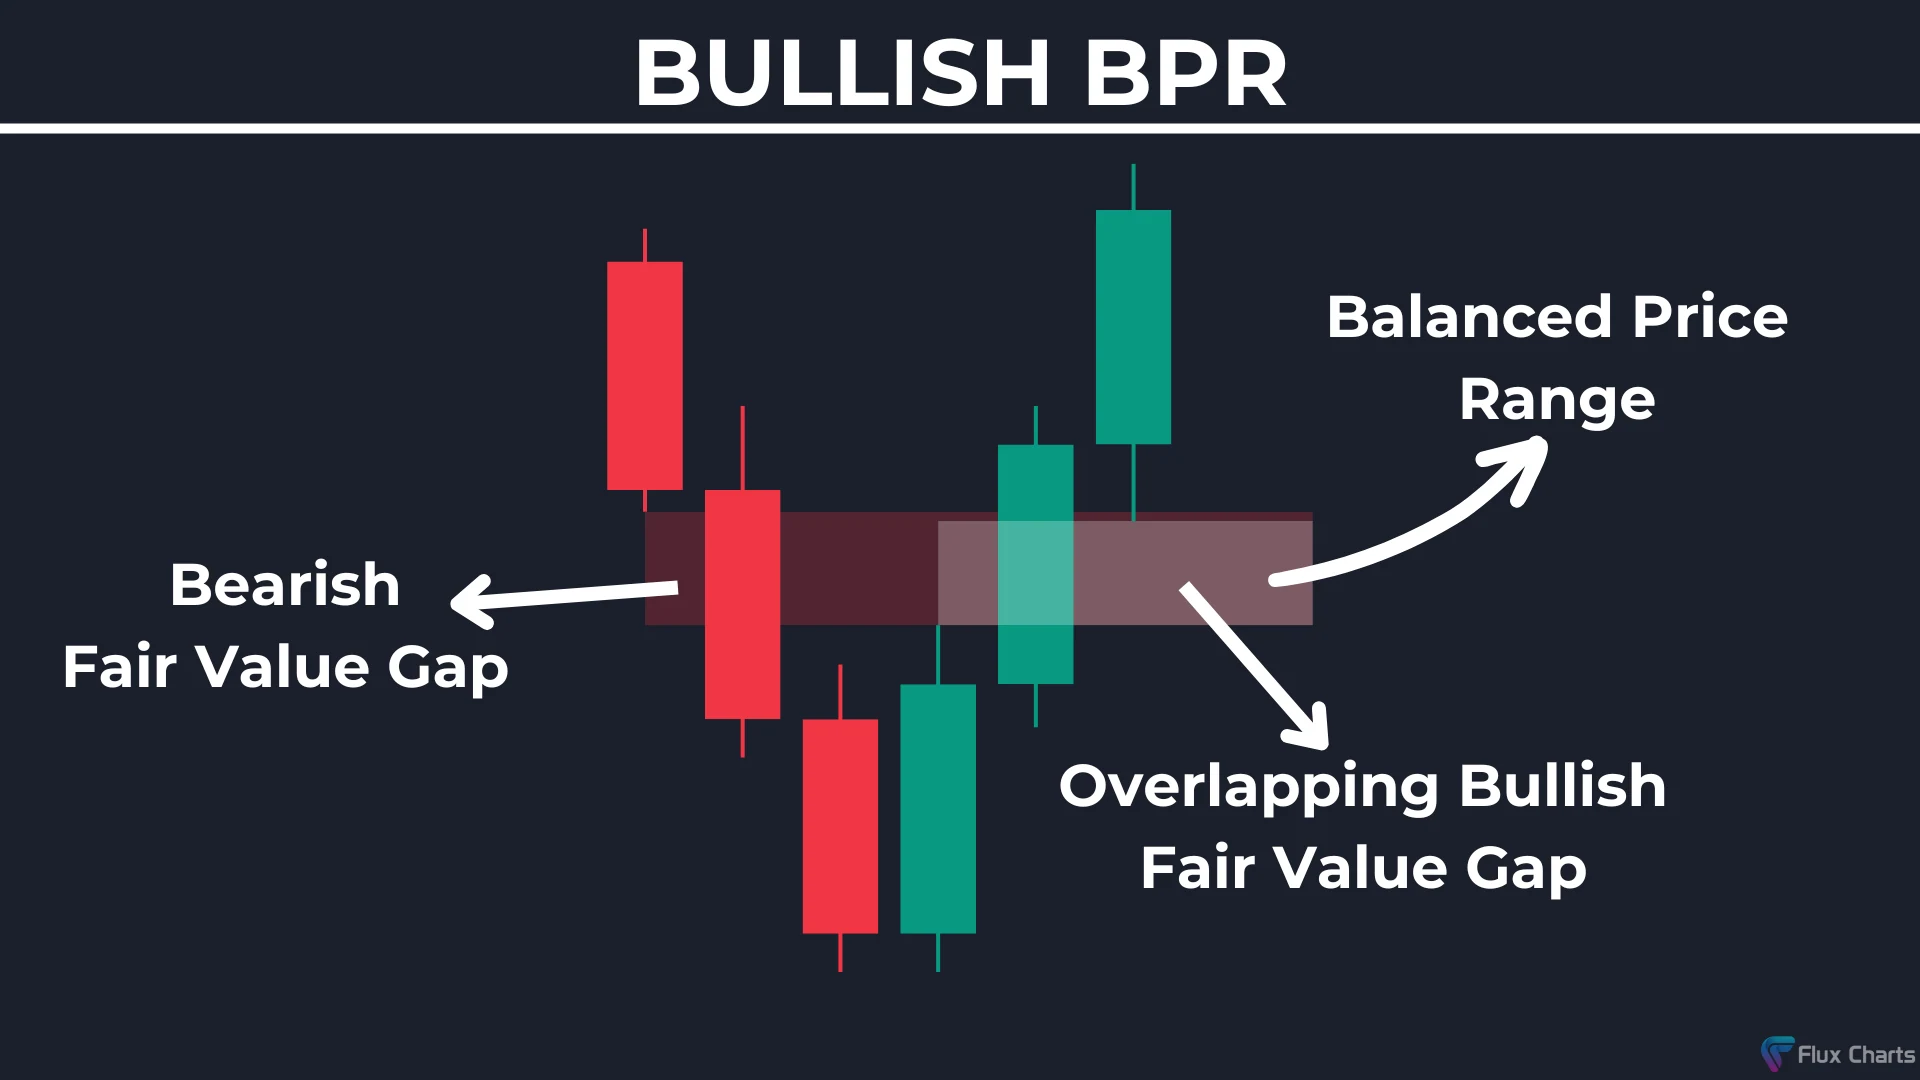 BULLISH BPR
Balanced Price
Range
Bearish
Fair Value Gap
Overlapping Bullish
Fair Value Gap
Flux Charts